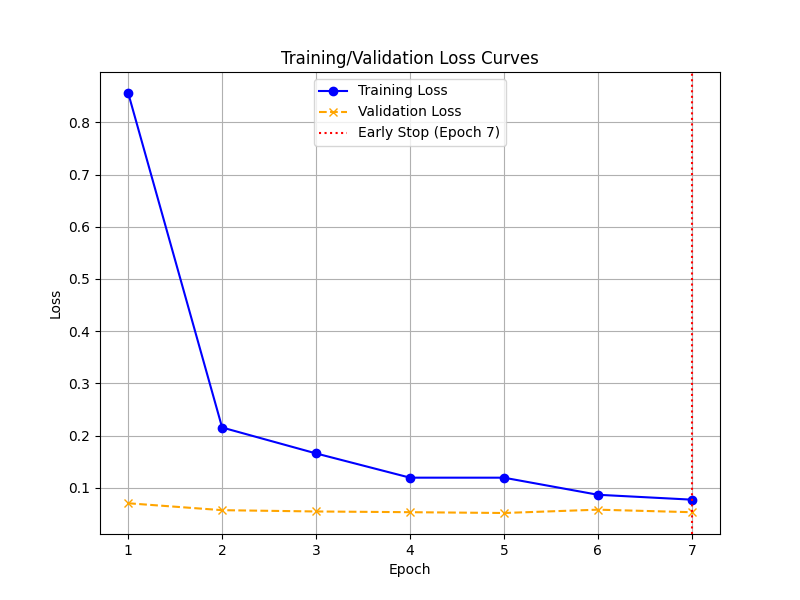 Training/Validation Loss Curves
Training Loss
Validation Loss
Early Stop (Epoch 7)
Loss
0.8
0.7
0.6
0.5
0.4
0.3
0.2
0.1
1 2 3 4 5 6 7
Epoch